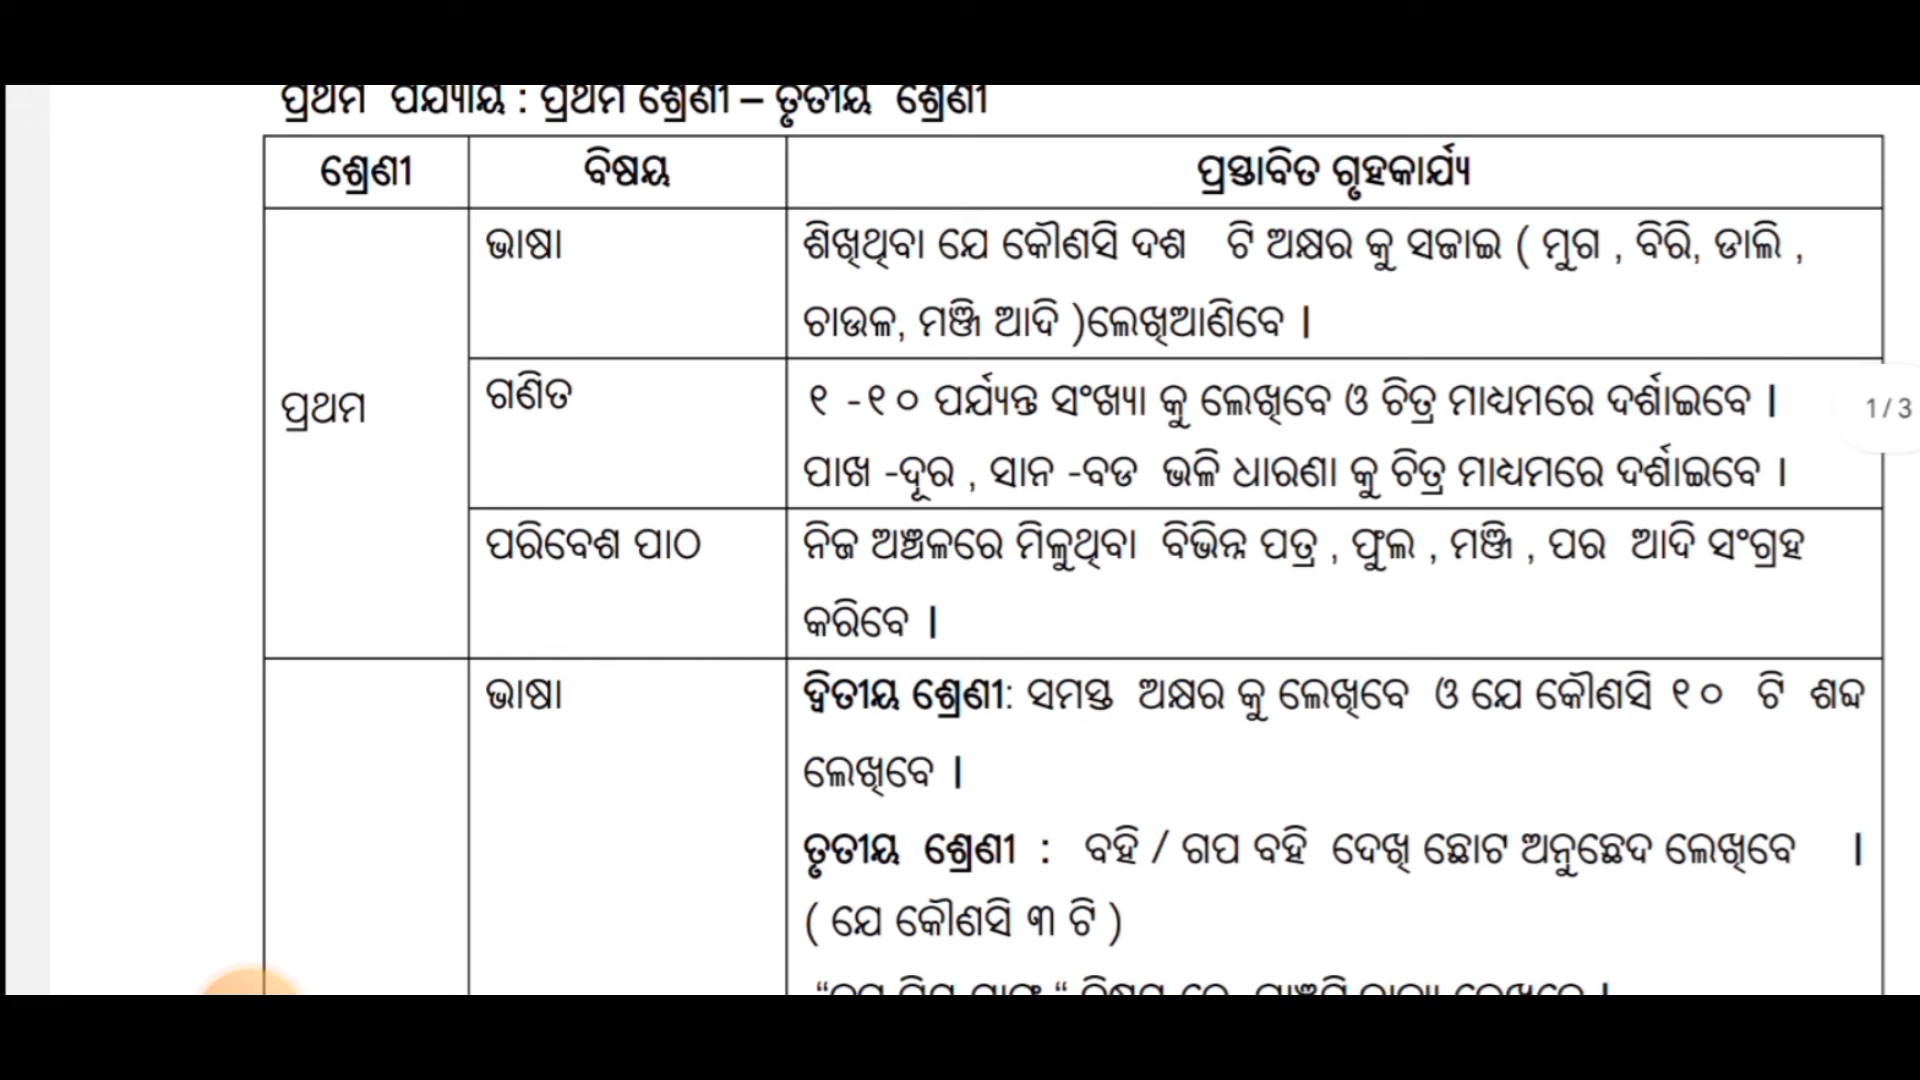 ପ୍ରଥମ ପର୍ଯ୍ୟାୟ : ପ୍ରଥମ ଶ୍ରେଣୀ – ତୃତୀୟ ଶ୍ରେଣୀ
ଶ୍ରେଣୀ ବିଷୟ ପ୍ରସ୍ତାବିତ ଗୃହକାର୍ଯ୍ୟ
ଭାଷା ଶିଖିଥିବା ଯେ କୌଣସି ଦଶ ଟି ଅକ୍ଷର କୁ ସଜାଇ ( ମୁଗ , ବିରି, ଡାଲି ,
ଚାଉଳ, ମଞ୍ଜି ଆଦି )ଲେଖିଆଣିବେ |
ପ୍ରଥମ
ଗଣିତ ୧ -୧୦ ପର୍ଯ୍ୟନ୍ତ ସଂଖ୍ୟା କୁ ଲେଖିବେ ଓ ଚିତ୍ର ମାଧ୍ୟମରେ ଦର୍ଶାଇବେ |
1 / 3
ପାଖ -ଦୂର , ସାନ -ବଡ ଭଳି ଧାରଣା କୁ ଚିତ୍ର ମାଧ୍ୟମରେ ଦର୍ଶାଇବେ ।
ପରିବେଶ ପାଠ ନିଜ ଅଞ୍ଚଳରେ ମିଳୁଥିବା ବିଭିନ୍ନ ପତ୍ର , ଫୁଲ , ମଞ୍ଜି , ପର ଆଦି ସଂଗ୍ରହ
କରିବେ |
ଭାଷା ଦ୍ଵିତୀୟ ଶ୍ରେଣୀ: ସମସ୍ତ ଅକ୍ଷର କୁ ଲେଖିବେ ଓ ଯେ କୌଣସି ୧୦ ଟି ଶବ୍ଦ
ଲେଖିବେ |
ତୃତୀୟ ଶ୍ରେଣୀ : ବହି / ଗପ ବହି ଦେଖି ଛୋଟ ଅନୁଛେଦ ଲେଖିବେ |
( ଯେ କୌଣସି ୩ ଟି )